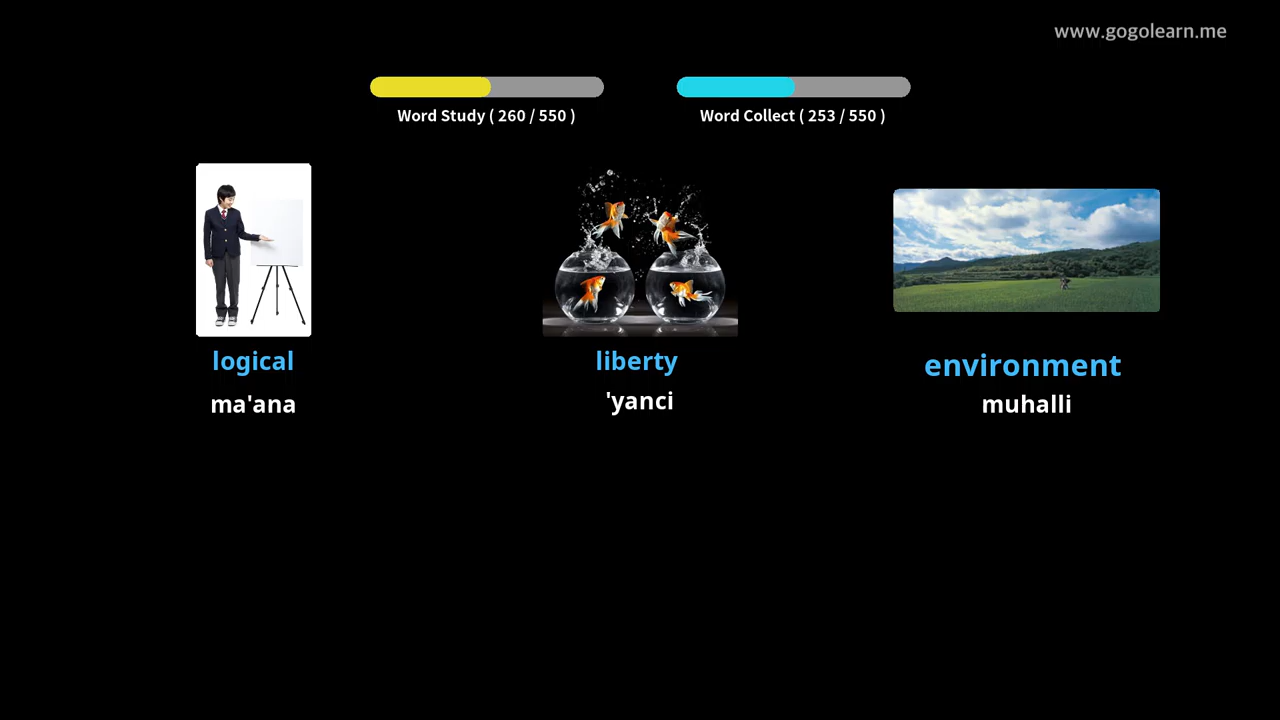 www.gogolearn.me
Word Study ( 260 / 550 )
Word Collect ( 253 / 550 )
logical
ma'ana
liberty
'yanci
environment
muhalli